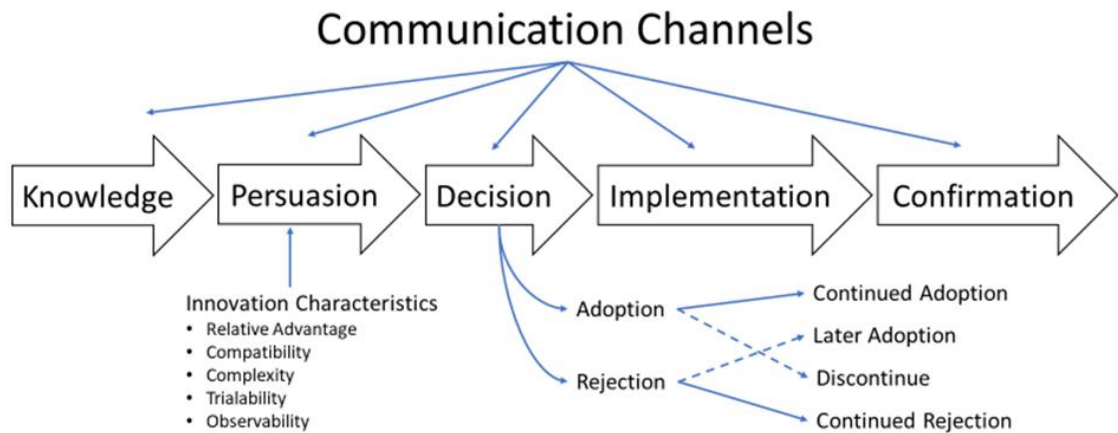 Communication Channels
Knowledge
Persuasion
Decision
Implementation
Confirmation
Innovation Characteristics
• Relative Advantage
• Compatibility
• Complexity
• Trialability
• Observability
Adoption
Rejection
Continued Adoption
Later Adoption
Discontinue
Continued Rejection